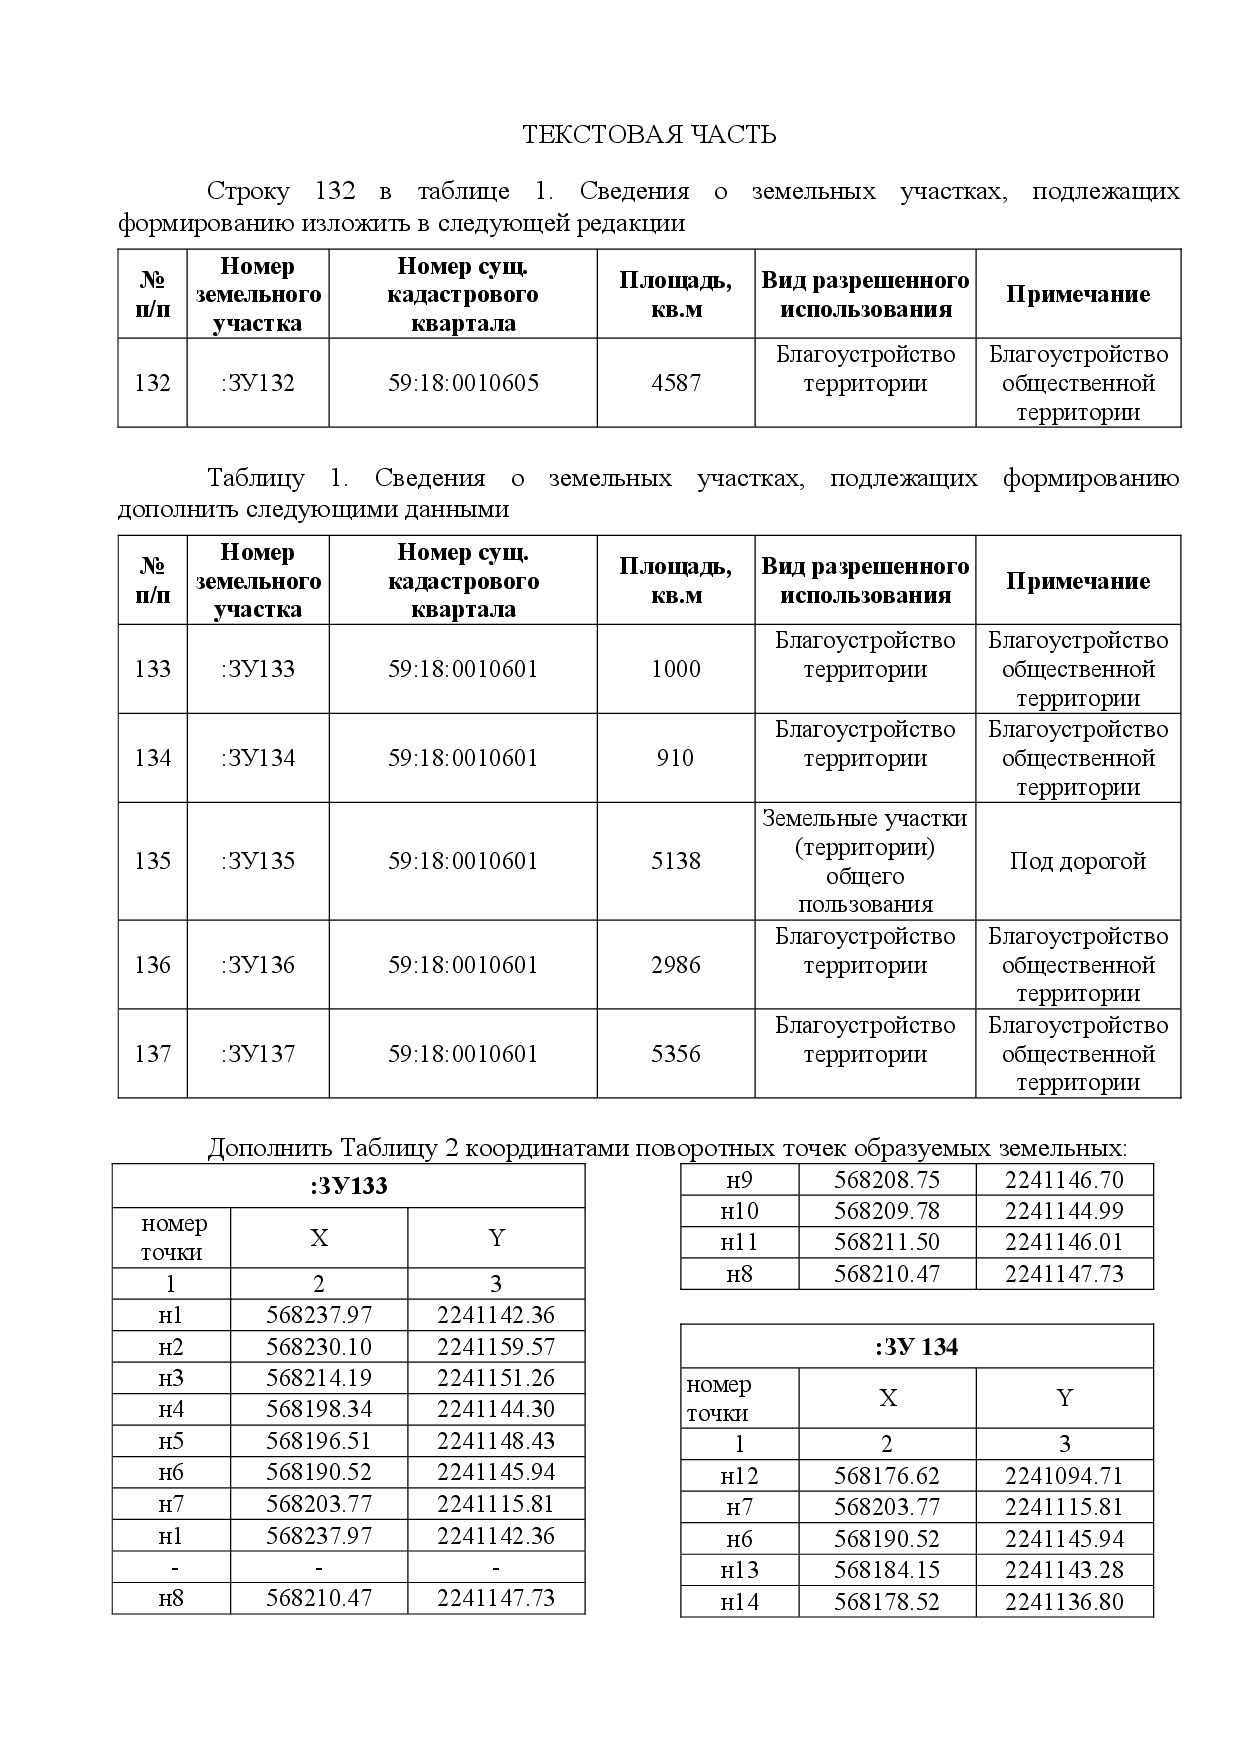 ТЕКСТОВАЯ ЧАСТЬ
Строку 132 в таблице 1. Сведения о земельных участках, подлежащих
формированию изложить в следующей редакции
№ п/п Номер земельного участка Номер сущ. кадастрового квартала Площадь, кв.м Вид разрешенного использования Примечание
132 :ЗУ132 59:18:0010605 4587 Благоустройство территории Благоустройство общественной территории
Таблицу 1. Сведения о земельных участках, подлежащих формированию
дополнить следующими данными
№ п/п Номер земельного участка Номер сущ. кадастрового квартала Площадь, кв.м Вид разрешенного использования Примечание
133 :ЗУ133 59:18:0010601 1000 Благоустройство территории Благоустройство общественной территории
134 :ЗУ134 59:18:0010601 910 Благоустройство территории Благоустройство общественной территории
135 :ЗУ135 59:18:0010601 5138 Земельные участки (территории) общего пользования Под дорогой
136 :ЗУ136 59:18:0010601 2986 Благоустройство территории Благоустройство общественной территории
137 :ЗУ137 59:18:0010601 5356 Благоустройство территории Благоустройство общественной территории
Дополнить Таблицу 2 координатами поворотных точек образуемых земельных:
:ЗУ133
номер точки X Y
1 2 3
н1 568237.97 2241142.36
н2 568230.10 2241159.57
н3 568214.19 2241151.26
н4 568198.34 2241144.30
н5 568196.51 2241148.43
н6 568190.52 2241145.94
н7 568203.77 2241115.81
н1 568237.97 2241142.36
- - -
н8 568210.47 2241147.73
н9 568208.75 2241146.70
н10 568209.78 2241144.99
н11 568211.50 2241146.01
н8 568210.47 2241147.73
:ЗУ 134
номер точки X Y
1 2 3
н12 568176.62 2241094.71
н7 568203.77 2241115.81
н6 568190.52 2241145.94
н13 568184.15 2241143.28
н14 568178.52 2241136.80